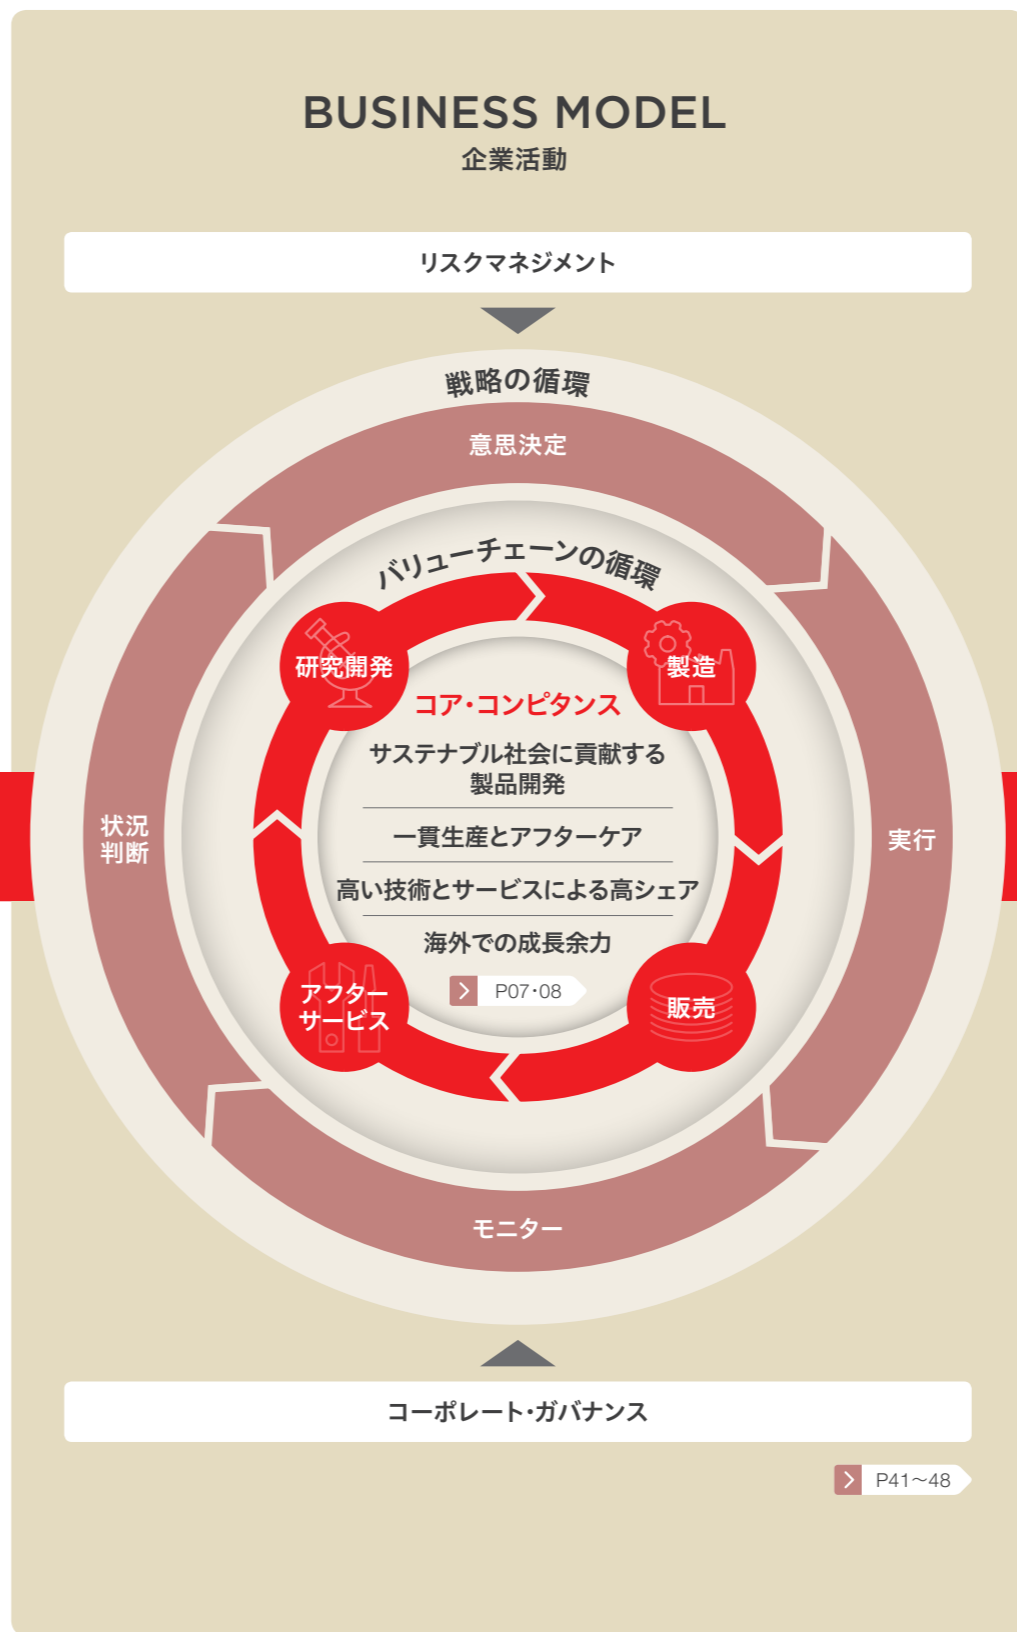 BUSINESS MODEL
企業活動
リスクマネジメント
戦略の循環
意思決定
バリューチェーンの循環
研究開発
製造
コア・コンピタンス
サステナブル社会に貢献する
製品開発
一貫生産とアフターケア
高い技術とサービスによる高シェア
海外での成長余力
P07・08
状況
判断
実行
アフター
サービス
販売
モニター
コーポレート・ガバナンス
P41～48